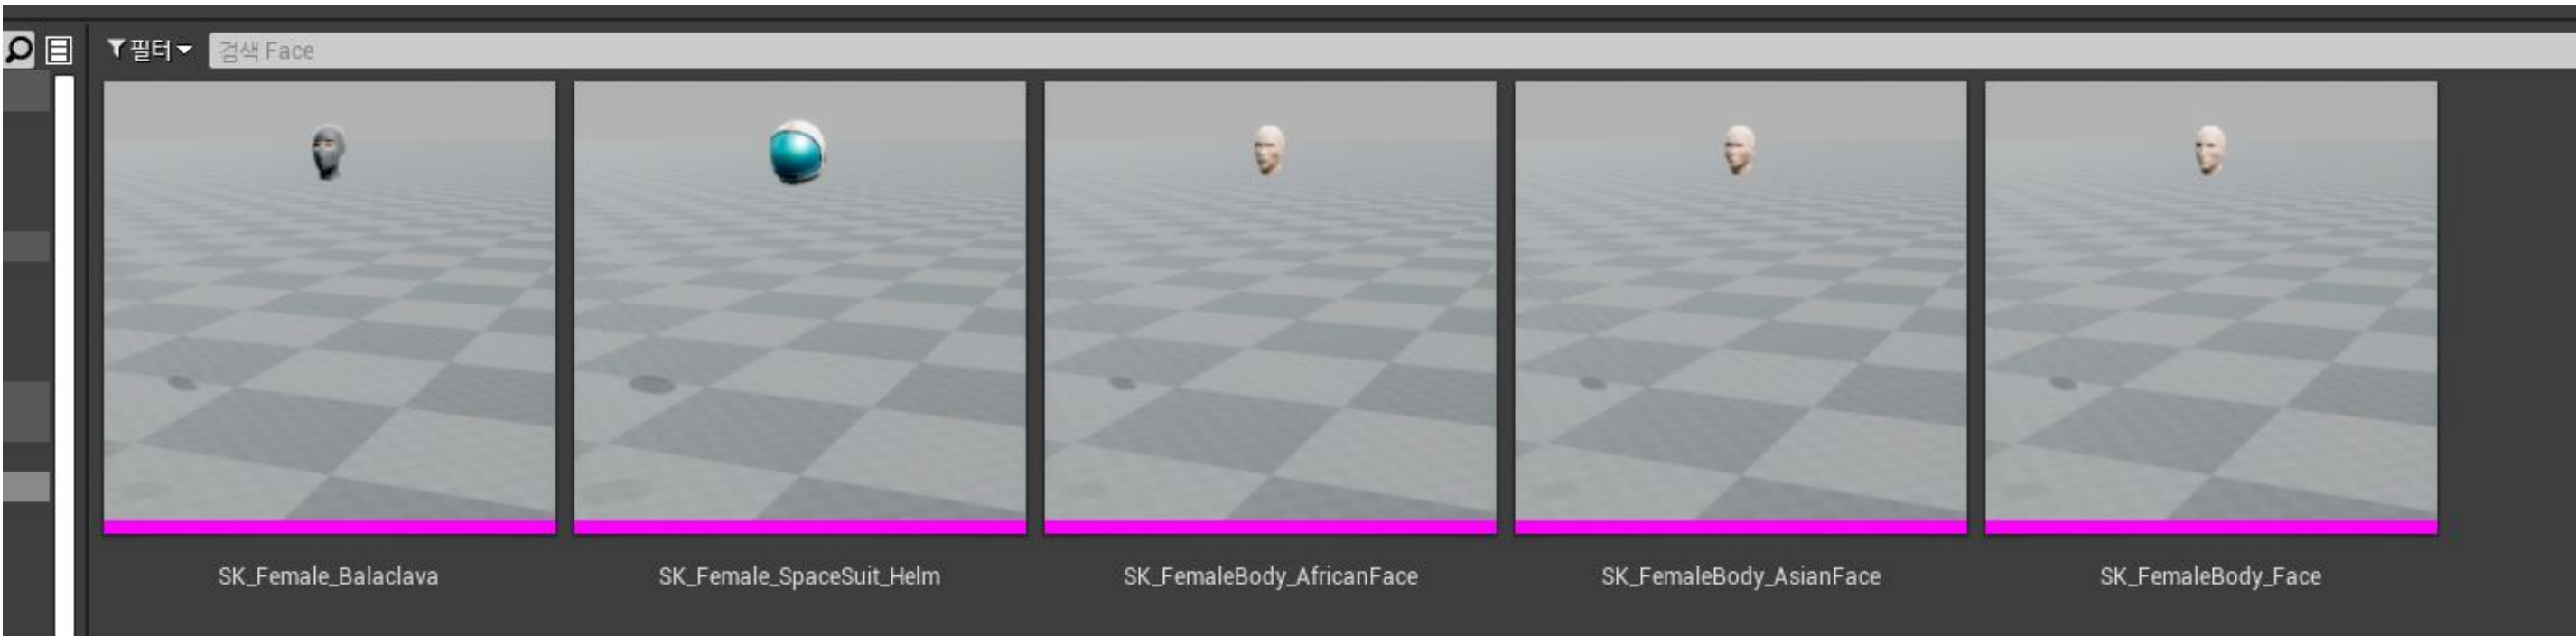 필터
검색 Face
SK_Female_Balaclava
SK_Female_SpaceSuit_Helm
SK_FemaleBody_AfricanFace
SK_FemaleBody_AsianFace
SK_FemaleBody_Face